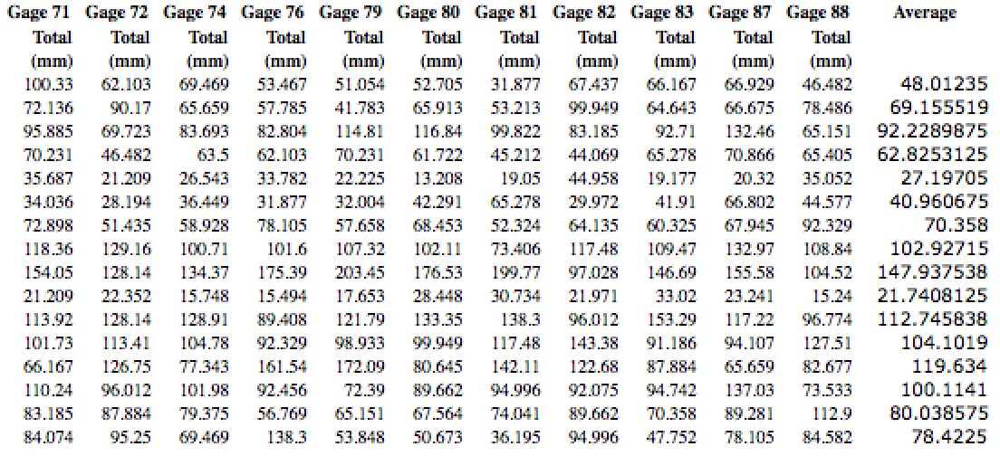 Gage 71 Gage 72 Gage 74 Gage 76 Gage 79 Gage 80 Gage 81 Gage 82 Gage 83 Gage 87 Gage 88 Average
Total Total Total Total Total Total Total Total Total Total Total
(mm) (mm) (mm) (mm) (mm) (mm) (mm) (mm) (mm) (mm) (mm)
100.33 62.103 69.469 53.467 51.054 52.705 31.877 67.437 66.167 66.929 46.482 48.01235
72.136 90.17 65.659 57.785 41.783 65.913 53.213 99.949 64.643 66.675 78.486 69.155519
95.885 69.723 83.693 82.804 114.81 116.84 99.822 83.185 92.71 132.46 65.151 92.2289875
70.231 46.482 63.5 62.103 70.231 61.722 45.212 44.069 65.278 70.866 65.405 62.8253125
35.687 21.209 26.543 33.782 22.225 13.208 19.05 44.958 19.177 20.32 35.052 27.19705
34.036 28.194 36.449 31.877 32.004 42.291 65.278 29.972 41.91 66.802 44.577 40.960675
72.898 51.435 58.928 78.105 57.658 68.453 52.324 64.135 60.325 67.945 92.329 70.358
118.36 129.16 100.71 101.6 107.32 102.11 73.406 117.48 109.47 132.97 108.84 102.92715
154.05 128.14 134.37 175.39 203.45 176.53 199.77 97.028 146.69 155.58 104.52 147.937538
21.209 22.352 15.748 15.494 17.653 28.448 30.734 21.971 33.02 23.241 15.24 21.7408125
113.92 128.14 128.91 89.408 121.79 133.35 138.3 96.012 153.29 117.22 96.774 112.745838
101.73 113.41 104.78 92.329 98.933 99.949 117.48 143.38 91.186 94.107 127.51 104.1019
66.167 126.75 77.343 161.54 172.09 80.645 142.11 122.68 87.884 65.659 82.677 119.634
110.24 96.012 101.98 92.456 72.39 89.662 94.996 92.075 94.742 137.03 73.533 100.1141
83.185 87.884 79.375 56.769 65.151 67.564 74.041 89.662 70.358 89.281 112.9 80.038575
84.074 95.25 69.469 138.3 53.848 50.673 36.195 94.996 47.752 78.105 84.582 78.4225